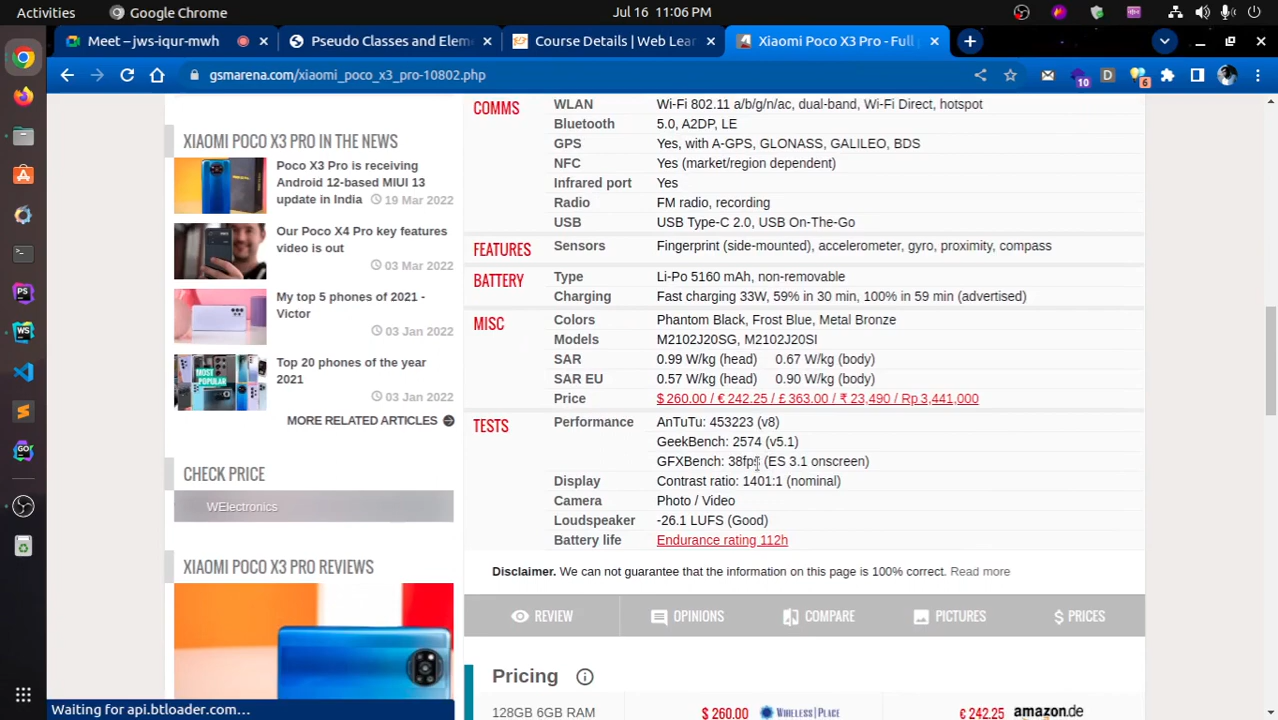 Activities
Google Chrome
Jul 16 11:06 PM
Meet – jws-iqur-mwh
Pseudo Classes and Elem
Course Details | Web Lear
Xiaomi Poco X3 Pro - Full
gsmarena.com/xiaomi_poco_x3_pro-10802.php
10
D
6
XIAOMI POCO X3 PRO IN THE NEWS
Poco X3 Pro is receiving
Android 12-based MIUI 13
update in India 19 Mar 2022
Our Poco X4 Pro key features
video is out
03 Mar 2022
My top 5 phones of 2021 -
Victor
03 Jan 2022
MOST
POPULAR
Top 20 phones of the year
2021
03 Jan 2022
MORE RELATED ARTICLES
CHECK PRICE
WElectronics
XIAOMI POCO X3 PRO REVIEWS
COMMS
WLAN Wi-Fi 802.11 a/b/g/n/ac, dual-band, Wi-Fi Direct, hotspot
Bluetooth 5.0, A2DP, LE
GPS Yes, with A-GPS, GLONASS, GALILEO, BDS
NFC Yes (market/region dependent)
Infrared port Yes
Radio FM radio, recording
USB USB Type-C 2.0, USB On-The-Go
FEATURES Sensors Fingerprint (side-mounted), accelerometer, gyro, proximity, compass
BATTERY Type Li-Po 5160 mAh, non-removable
Charging Fast charging 33W, 59% in 30 min, 100% in 59 min (advertised)
MISC Colors Phantom Black, Frost Blue, Metal Bronze
Models M2102J20SG, M2102J20SI
SAR 0.99 W/kg (head) 0.67 W/kg (body)
SAR EU 0.57 W/kg (head) 0.90 W/kg (body)
Price $ 260.00 / € 242.25 / £ 363.00 / ₹ 23,490 / Rp 3,441,000
TESTS Performance AnTuTu: 453223 (v8)
GeekBench: 2574 (v5.1)
GFXBench: 38fps (ES 3.1 onscreen)
Display Contrast ratio: 1401:1 (nominal)
Camera Photo / Video
Loudspeaker -26.1 LUFS (Good)
Battery life Endurance rating 112h
Disclaimer. We can not guarantee that the information on this page is 100% correct. Read more
REVIEW OPINIONS COMPARE PICTURES PRICES
Pricing
128GB 6GB RAM $ 260.00 WIRELESS PLACE € 242.25 amazon.de
Waiting for api.btloader.com...